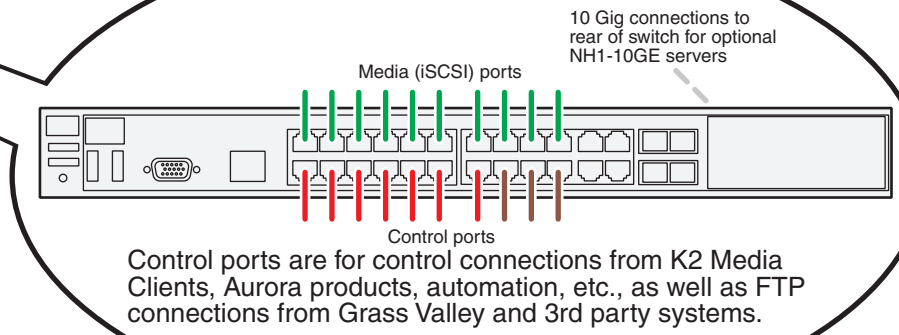 10 Gig connections to
rear of switch for optional
NH1-10GE servers
Media (iSCSI) ports
Control ports
Control ports are for control connections from K2 Media
Clients, Aurora products, automation, etc., as well as FTP
connections from Grass Valley and 3rd party systems.